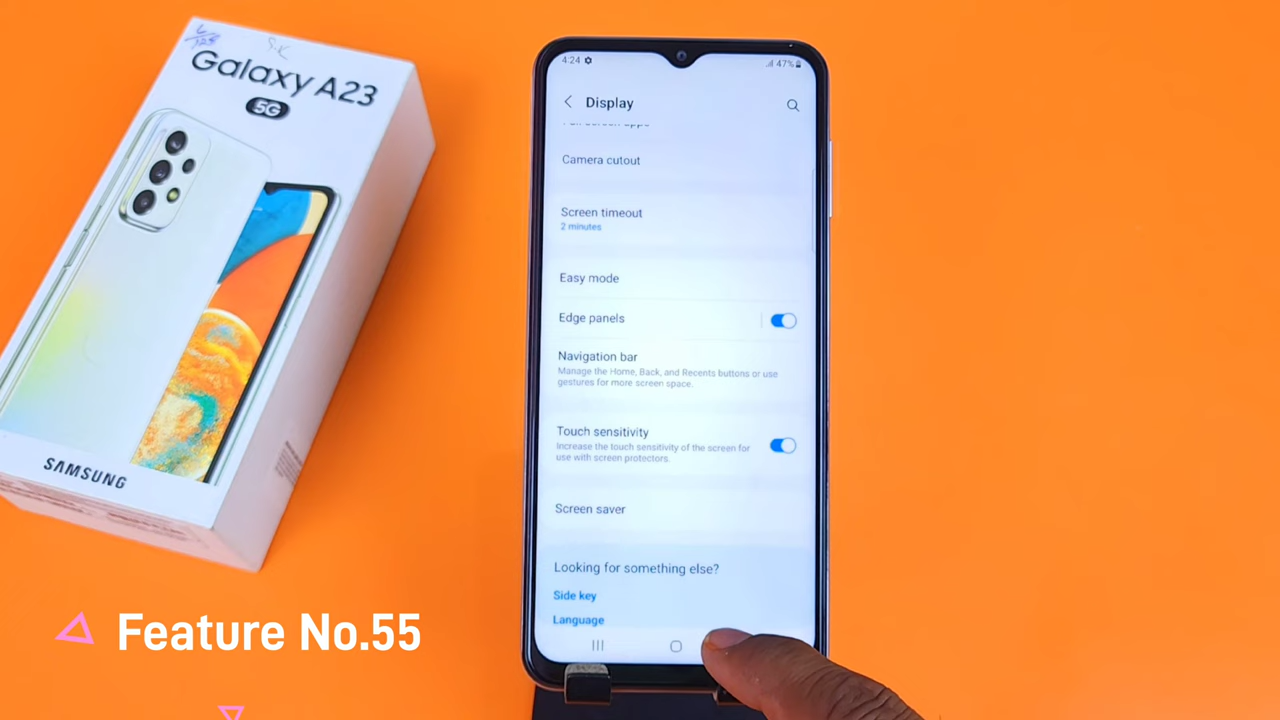 Galaxy A23
5G
SAMSUNG
4:24
47%
Display
Full screen apps
Camera cutout
Screen timeout
2 minutes
Easy mode
Edge panels
Navigation bar
Manage the Home, Back, and Recents buttons or use
gestures for more screen space.
Touch sensitivity
Increase the touch sensitivity of the screen for
use with screen protectors.
Screen saver
Looking for something else?
Side key
Language
Feature No.55